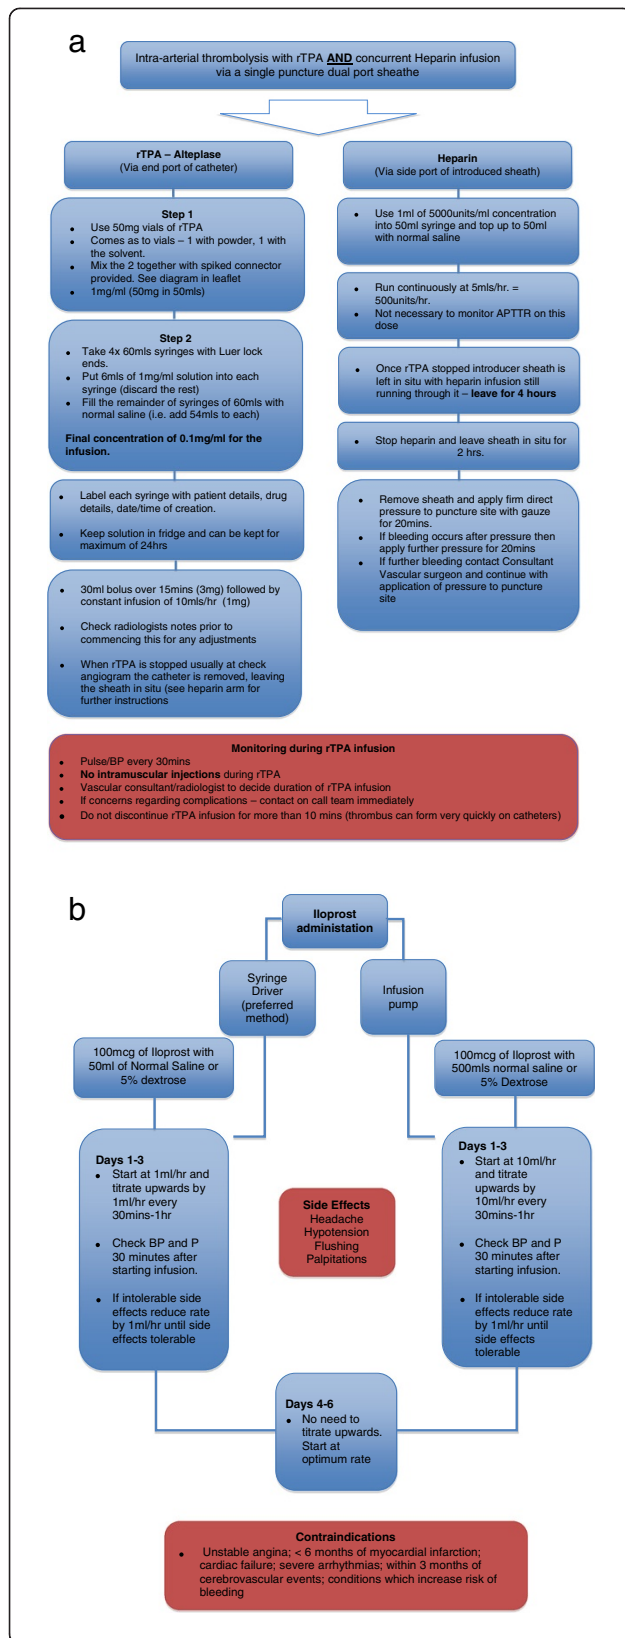 a
Intra-arterial thrombolysis with rTPA AND concurrent Heparin infusion
via a single puncture dual port sheathe
rTPA – Alteplase
(Via end port of catheter)
Step 1
• Use 50mg vials of rTPA
• Comes as to vials – 1 with powder, 1 with
the solvent.
• Mix the 2 together with spiked connector
provided. See diagram in leaflet
• 1mg/ml (50mg in 50mls)
Step 2
• Take 4x 60mls syringes with Luer lock
ends.
• Put 6mls of 1mg/ml solution into each
syringe (discard the rest)
• Fill the remainder of syringes of 60mls with
normal saline (i.e. add 54mls to each)
Final concentration of 0.1mg/ml for the
infusion.
• Label each syringe with patient details, drug
details, date/time of creation.
• Keep solution in fridge and can be kept for
maximum of 24hrs
• 30ml bolus over 15mins (3mg) followed by
constant infusion of 10mls/hr (1mg)
• Check radiologists notes prior to
commencing this for any adjustments
• When rTPA is stopped usually at check
angiogram the catheter is removed, leaving
the sheath in situ (see heparin arm for
further instructions
Heparin
(Via side port of introduced sheath)
• Use 1ml of 5000units/ml concentration
into 50ml syringe and top up to 50ml
with normal saline
• Run continuously at 5mls/hr. =
500units/hr.
• Not necessary to monitor APTTR on this
dose
• Once rTPA stopped introducer sheath is
left in situ with heparin infusion still
running through it – leave for 4 hours
• Stop heparin and leave sheath in situ for
2 hrs.
• Remove sheath and apply firm direct
pressure to puncture site with gauze
for 20mins.
• If bleeding occurs after pressure then
apply further pressure for 20mins
• If further bleeding contact Consultant
Vascular surgeon and continue with
application of pressure to puncture
site
Monitoring during rTPA infusion
• Pulse/BP every 30mins
• No intramuscular injections during rTPA
• Vascular consultant/radiologist to decide duration of rTPA infusion
• If concerns regarding complications – contact on call team immediately
• Do not discontinue rTPA infusion for more than 10 mins (thrombus can form very quickly on catheters)
b
Iloprost
administation
Syringe
Driver
(preferred
method)
Infusion
pump
100mcg of Iloprost with
50ml of Normal Saline or
5% dextrose
100mcg of Iloprost with
500mls normal saline or
5% Dextrose
Days 1-3
• Start at 1ml/hr and
titrate upwards by
1ml/hr every
30mins-1hr
• Check BP and P
30 minutes after
starting infusion.
• If intolerable side
effects reduce rate
by 1ml/hr until side
effects tolerable
Side Effects
Headache
Hypotension
Flushing
Palpitations
Days 1-3
• Start at 10ml/hr
and titrate
upwards by
10ml/hr every
30mins-1hr
• Check BP and P
30 minutes after
starting infusion.
• If intolerable side
effects reduce rate
by 1ml/hr until
side effects
tolerable
Days 4-6
• No need to
titrate upwards.
Start at
optimum rate
Contraindications
• Unstable angina; < 6 months of myocardial infarction;
cardiac failure; severe arrhythmias; within 3 months of
cerebrovascular events; conditions which increase risk of
bleeding